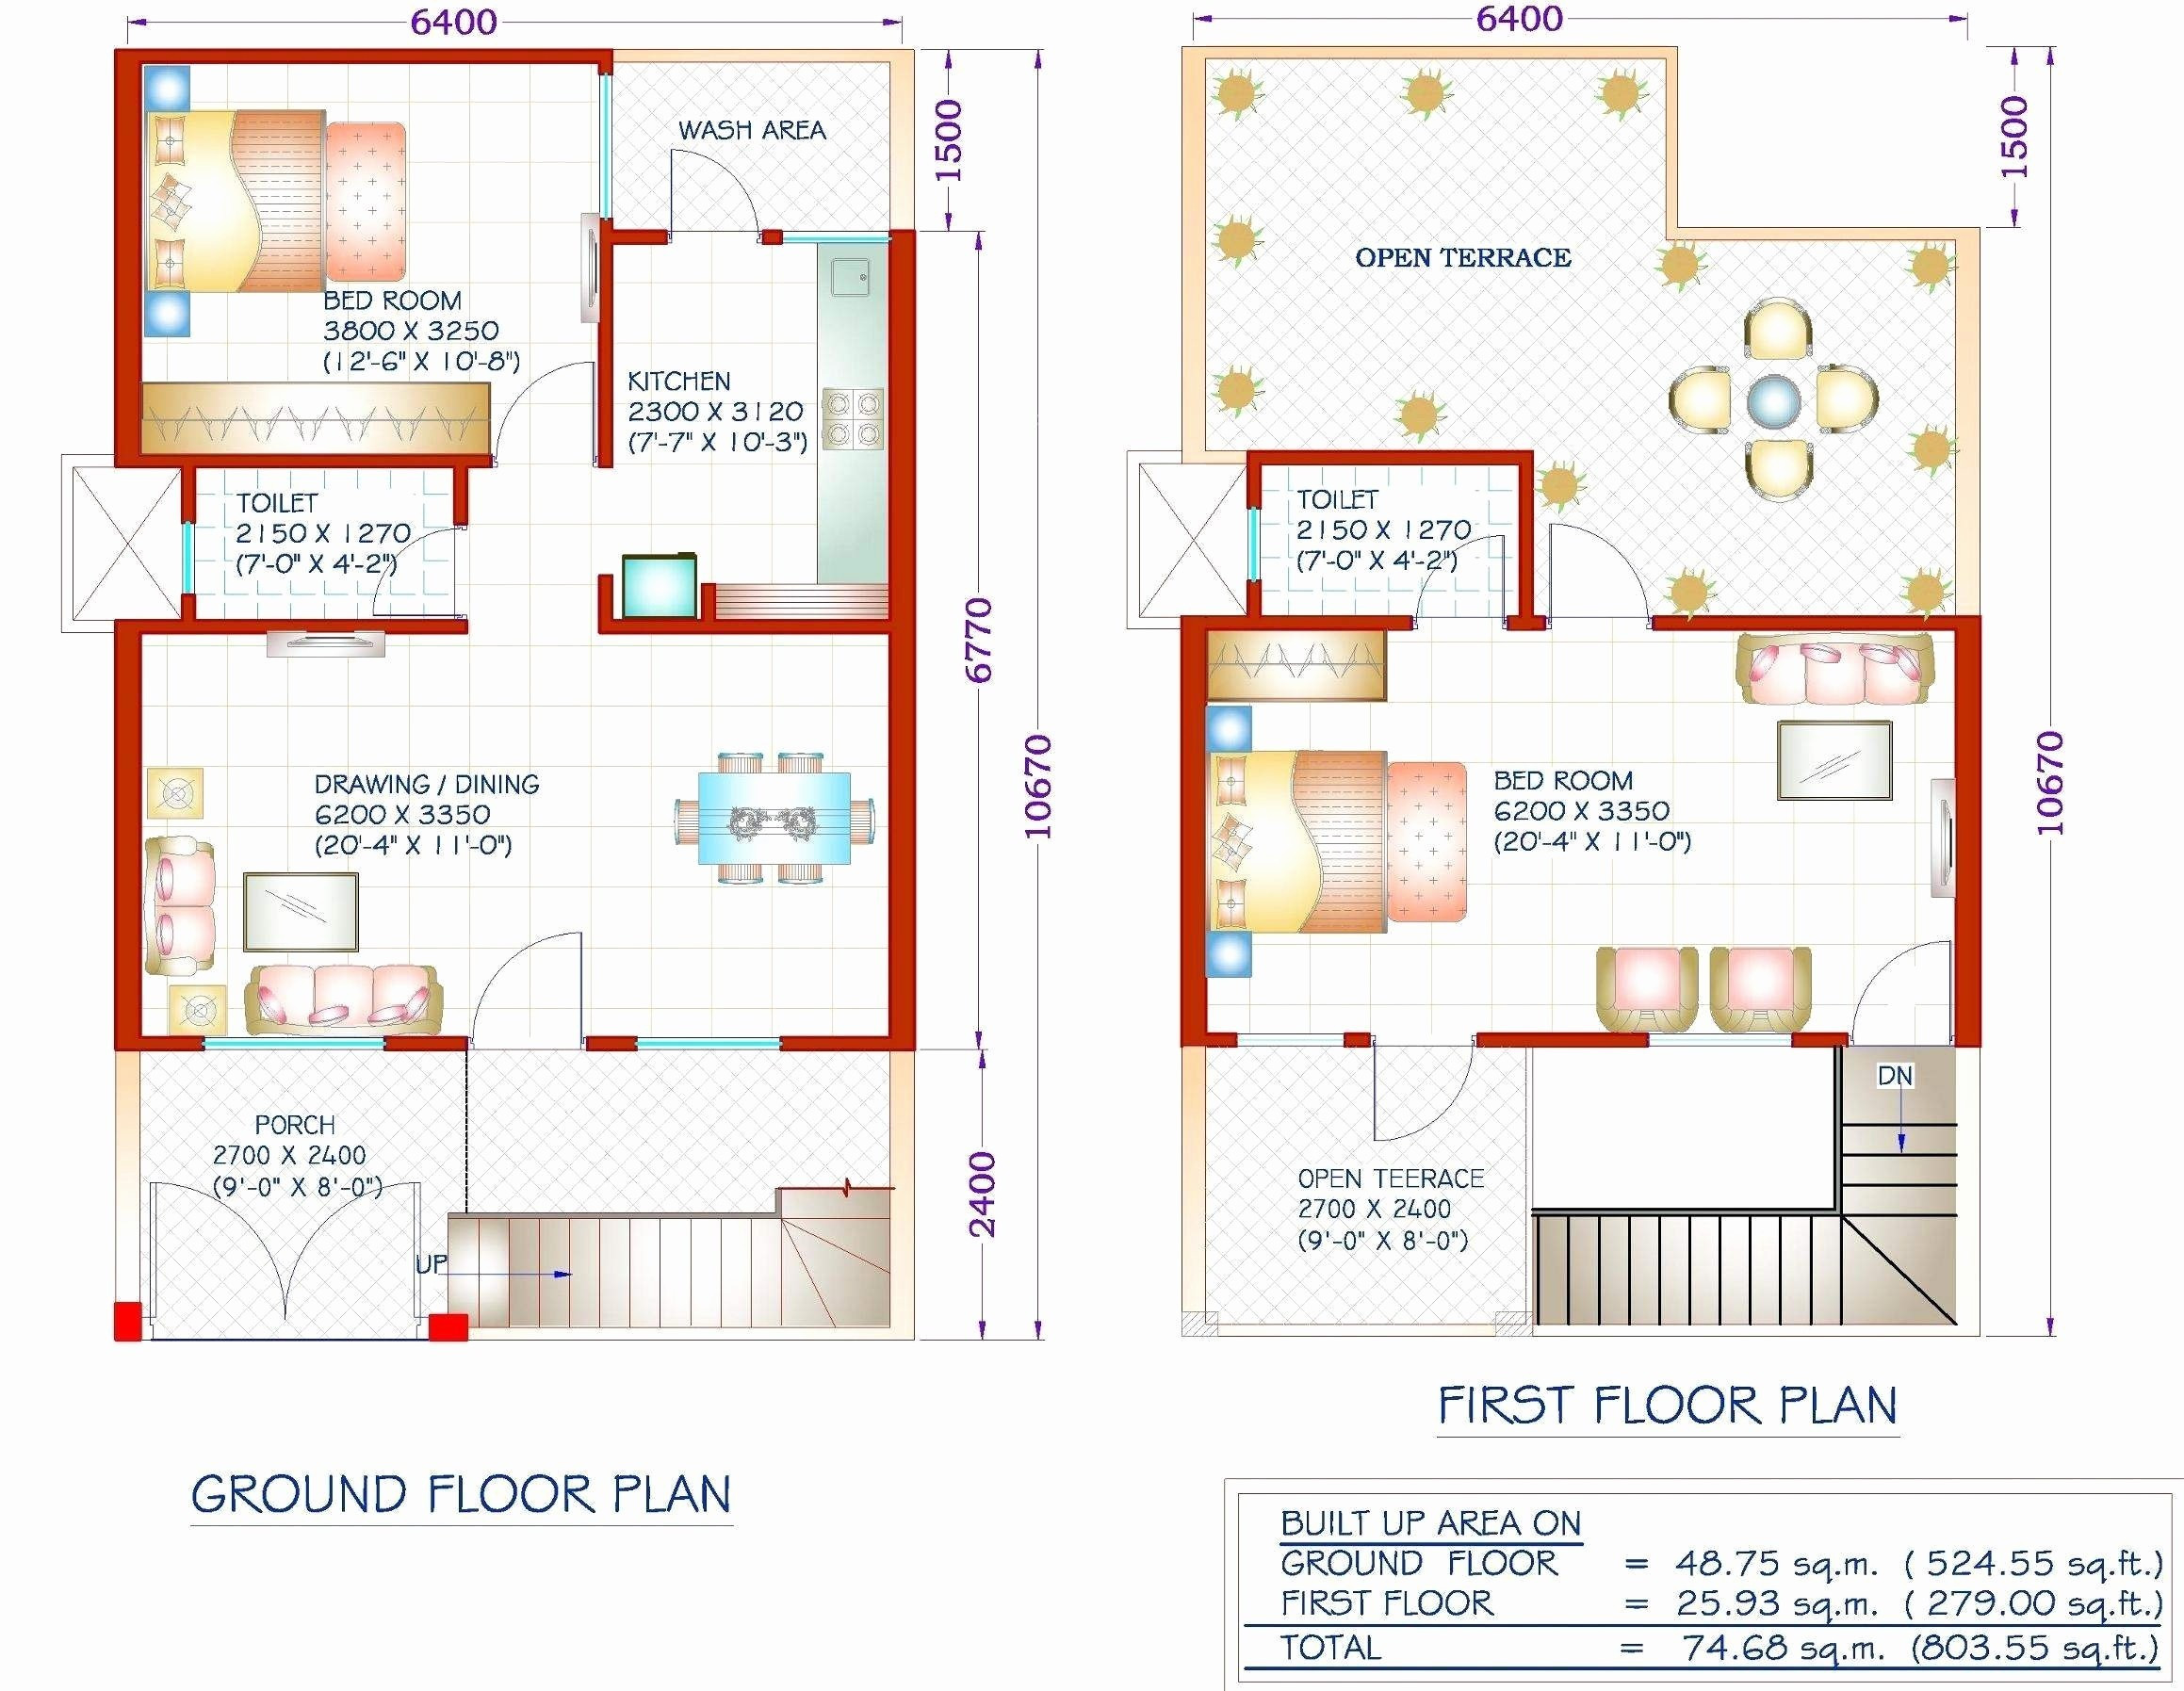 6400
WASH AREA
1500
BED ROOM
3800 X 3250
(12'-6" X 10'-8")
KITCHEN
2300 X 3120
(7'-7" X 10'-3")
TOILET
2150 X 1270
(7'-0" X 4'-2")
6770
10670
DRAWING / DINING
6200 X 3350
(20'-4" X 11'-0")
PORCH
2700 X 2400
(9'-0" X 8'-0")
2400
UP
GROUND FLOOR PLAN
6400
1500
OPEN TERRACE
TOILET
2150 X 1270
(7'-0" X 4'-2")
BED ROOM
6200 X 3350
(20'-4" X 11'-0")
10670
DN
OPEN TEERACE
2700 X 2400
(9'-0" X 8'-0")
FIRST FLOOR PLAN
BUILT UP AREA ON
GROUND FLOOR = 48.75 sq.m. ( 524.55 sq.ft.)
FIRST FLOOR = 25.93 sq.m. ( 279.00 sq.ft.)
TOTAL = 74.68 sq.m. (803.55 sq.ft.)